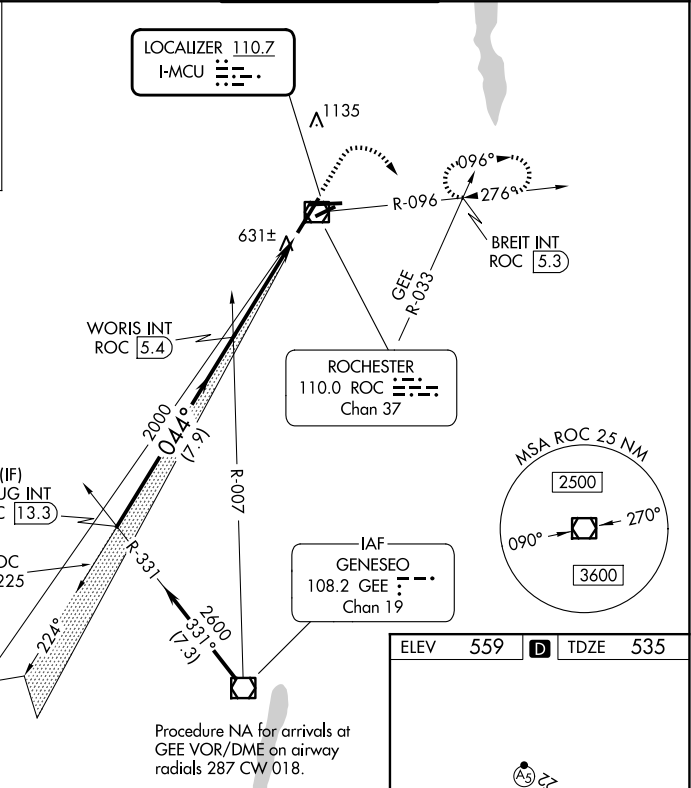 LOCALIZER 110.7
I-MCU
1135
096°
276°
R-096
631±
BREIT INT
ROC 5.3
GEE
R-033
WORIS INT
ROC 5.4
ROCHESTER
110.0 ROC
Chan 37
2000
044°
(7.9)
MSA ROC 25 NM
2500
090°
270°
3600
R-007
(IF)
UG INT
C 13.3
OC
225
R-331
IAF
GENESEO
108.2 GEE
Chan 19
224°
2600
331°
(7.3)
ELEV 559 D TDZE 535
Procedure NA for arrivals at
GEE VOR/DME on airway
radials 287 CW 018.
A5 22